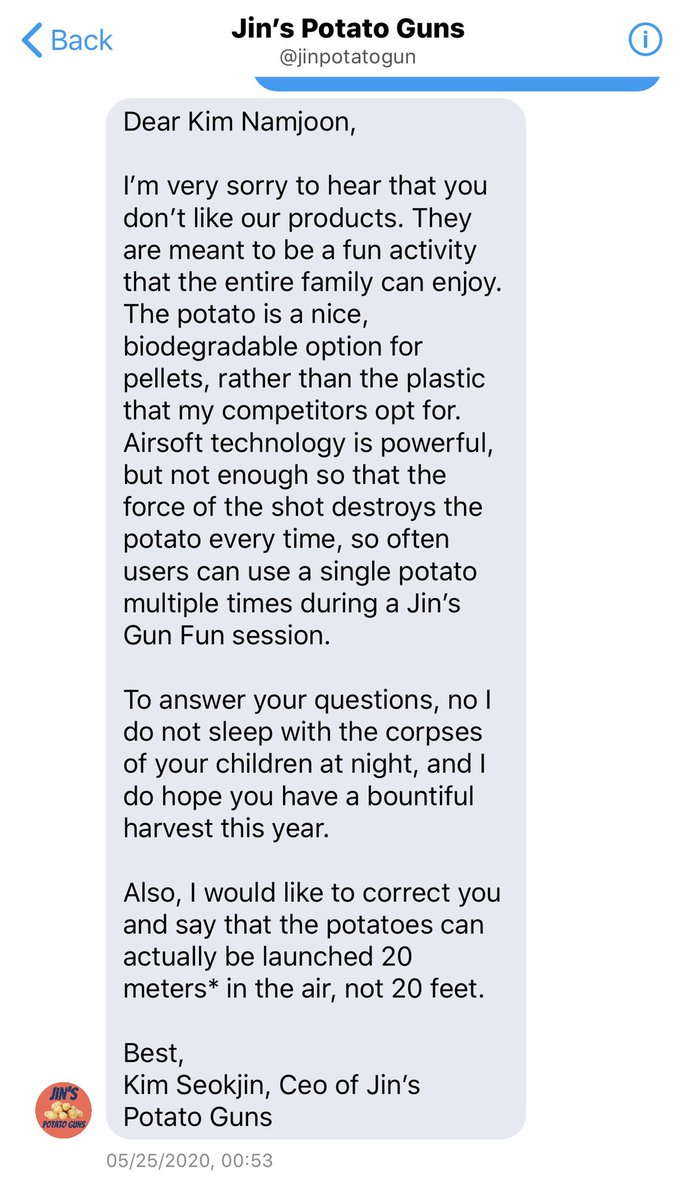 Back
Jin’s Potato Guns
@jinpotatogun
Dear Kim Namjoon,
I’m very sorry to hear that you
don’t like our products. They
are meant to be a fun activity
that the entire family can enjoy.
The potato is a nice,
biodegradable option for
pellets, rather than the plastic
that my competitors opt for.
Airsoft technology is powerful,
but not enough so that the
force of the shot destroys the
potato every time, so often
users can use a single potato
multiple times during a Jin’s
Gun Fun session.
To answer your questions, no I
do not sleep with the corpses
of your children at night, and I
do hope you have a bountiful
harvest this year.
Also, I would like to correct you
and say that the potatoes can
actually be launched 20
meters* in the air, not 20 feet.
Best,
Kim Seokjin, Ceo of Jin’s
Potato Guns
JIN'S
POTATO GUNS
05/25/2020, 00:53